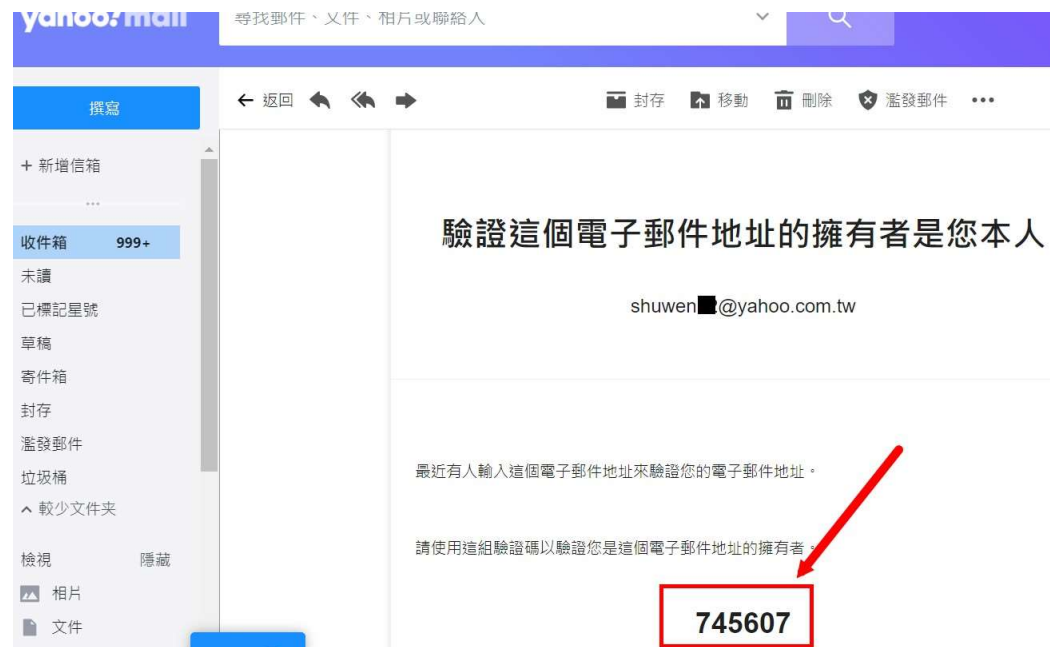 yahoo!mail
尋找郵件、文件、相片或聯絡人
撰寫
返回
封存 移動 刪除 濫發郵件 •••
+ 新增信箱
...
收件箱 999+
未讀
已標記星號
草稿
寄件箱
封存
濫發郵件
垃圾桶
較少文件夾
檢視 隱藏
相片
文件
驗證這個電子郵件地址的擁有者是您本人
shuwen @yahoo.com.tw
最近有人輸入這個電子郵件地址來驗證您的電子郵件地址。
請使用這組驗證碼以驗證您是這個電子郵件地址的擁有者。
745607